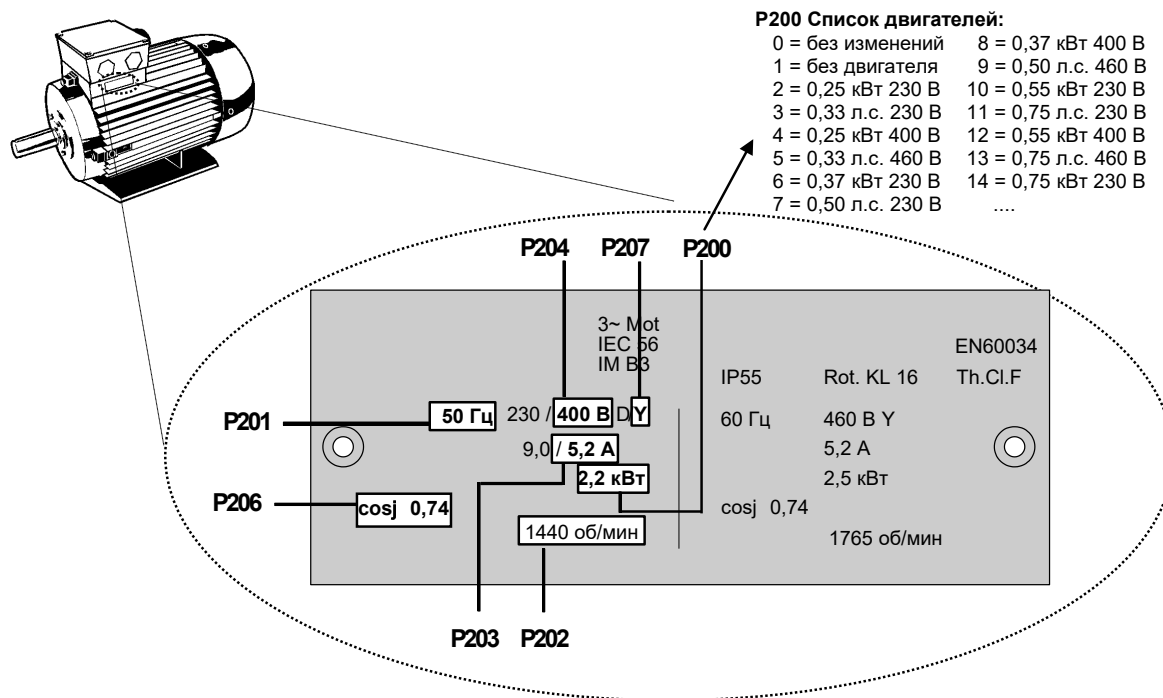 P200 Список двигателей:
0 = без изменений
1 = без двигателя
2 = 0,25 кВт 230 В
3 = 0,33 л.с. 230 В
4 = 0,25 кВт 400 В
5 = 0,33 л.с. 460 В
6 = 0,37 кВт 230 В
7 = 0,50 л.с. 230 В
8 = 0,37 кВт 400 В
9 = 0,50 л.с. 460 В
10 = 0,55 кВт 230 В
11 = 0,75 л.с. 230 В
12 = 0,55 кВт 400 В
13 = 0,75 л.с. 460 В
14 = 0,75 кВт 230 В
....
P204 P207 P200
3~ Mot
IEC 56
IM B3
EN60034
IP55 Rot. KL 16 Th.Cl.F
P201
50 Гц 230 / 400 В D/Y
60 Гц 460 В Y
9,0 / 5,2 А
5,2 А
2,2 кВт
2,5 кВт
P206
cosj 0,74
cosj 0,74
1440 об/мин
1765 об/мин
P203 P202